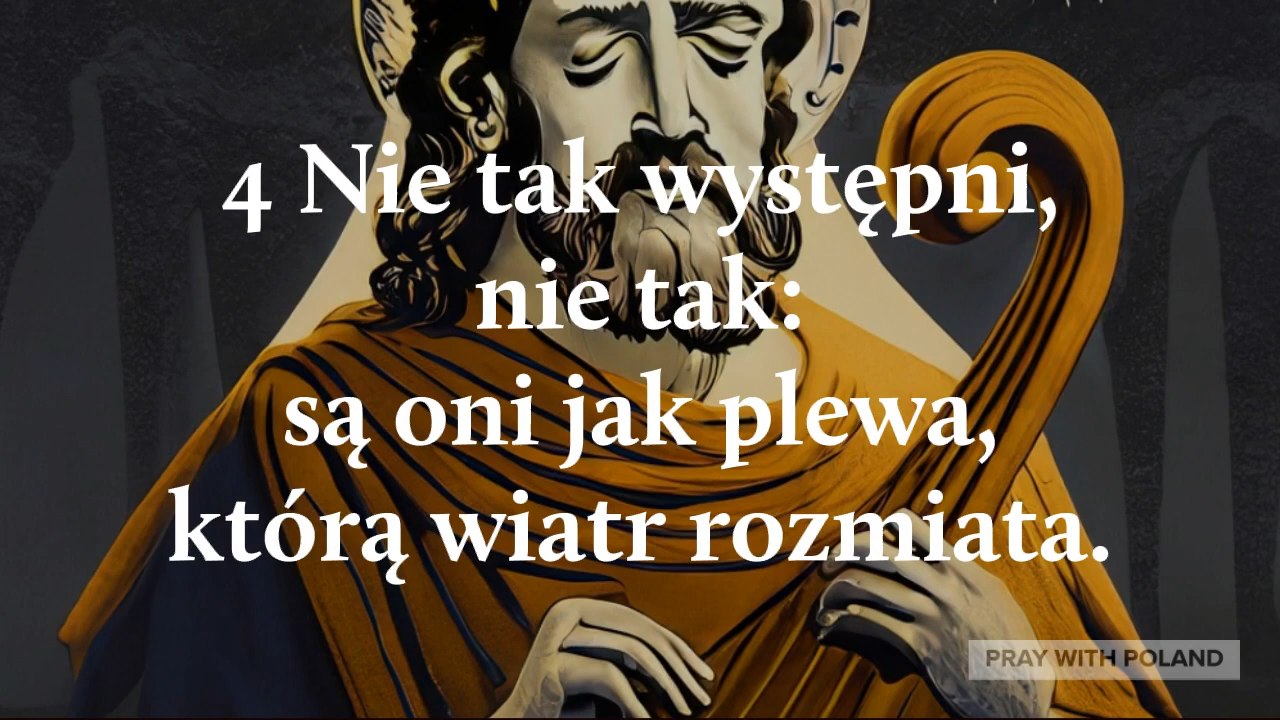 4 Nie tak występni,
nie tak:
są oni jak plewa,
którą wiatr rozmiata.
PRAY WITH POLAND